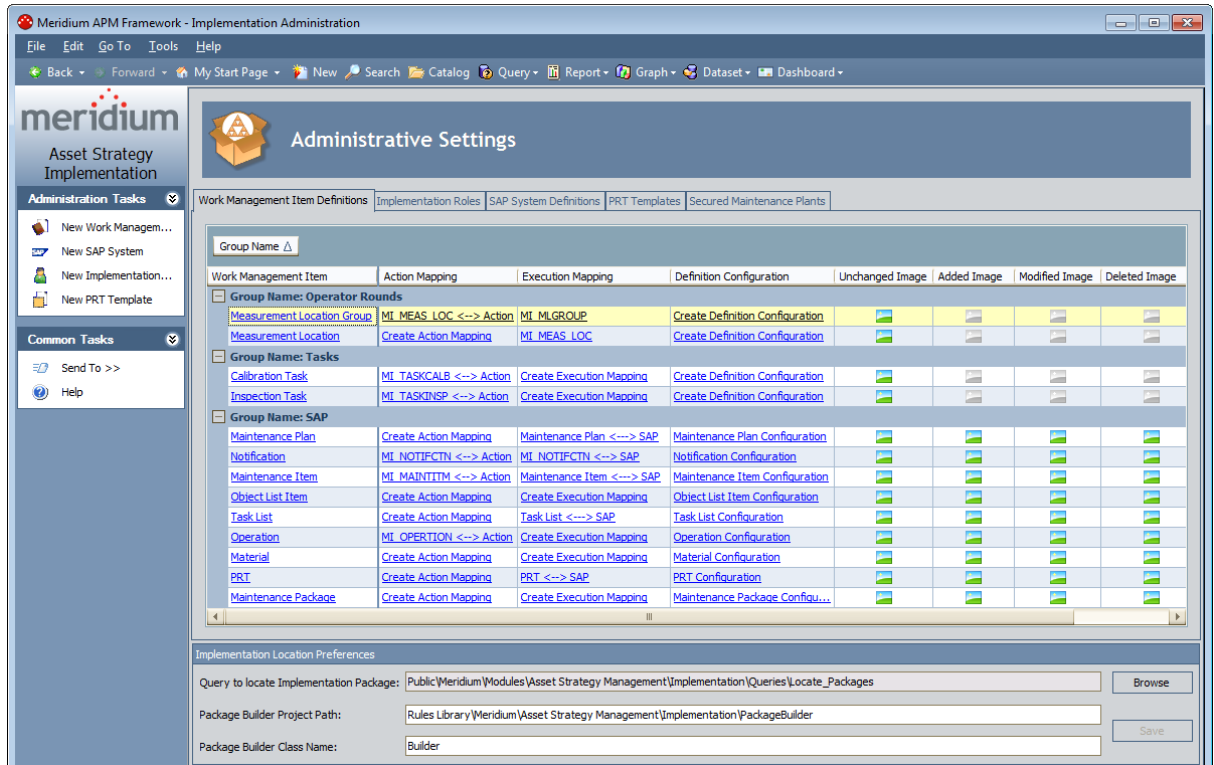 Meridium APM Framework - Implementation Administration
File Edit Go To Tools Help
Back Forward My Start Page New Search Catalog Query Report Graph Dataset Dashboard
meridium
Asset Strategy
Implementation
Administration Tasks
New Work Managem...
New SAP System
New Implementation...
New PRT Template
Common Tasks
Send To >>
Help
Administrative Settings
Work Management Item Definitions Implementation Roles SAP System Definitions PRT Templates Secured Maintenance Plants
Group Name
Work Management Item Action Mapping Execution Mapping Definition Configuration Unchanged Image Added Image Modified Image Deleted Image
Group Name: Operator Rounds
Measurement Location Group MI_MEAS_LOC <--> Action MI_MLGROUP Create Definition Configuration
Measurement Location Create Action Mapping MI_MEAS_LOC Create Definition Configuration
Group Name: Tasks
Calibration Task MI_TASKCALB <--> Action Create Execution Mapping Create Definition Configuration
Inspection Task MI_TASKINSP <--> Action Create Execution Mapping Create Definition Configuration
Group Name: SAP
Maintenance Plan Create Action Mapping Maintenance Plan <---> SAP Maintenance Plan Configuration
Notification MI_NOTIFCTN <--> Action MI_NOTIFCTN <--> SAP Notification Configuration
Maintenance Item MI_MAINTITM <--> Action Maintenance Item <---> SAP Maintenance Item Configuration
Object List Item Create Action Mapping Create Execution Mapping Object List Item Configuration
Task List Create Action Mapping Task List <---> SAP Task List Configuration
Operation MI_OPERTION <--> Action Create Execution Mapping Operation Configuration
Material Create Action Mapping Create Execution Mapping Material Configuration
PRT Create Action Mapping PRT <--> SAP PRT Configuration
Maintenance Package Create Action Mapping Create Execution Mapping Maintenance Package Configu...
Implementation Location Preferences
Query to locate Implementation Package: Public\Meridium\Modules\Asset Strategy Management\Implementation\Queries\Locate_Packages Browse
Package Builder Project Path: Rules Library\Meridium\Asset Strategy Management\Implementation\PackageBuilder
Save
Package Builder Class Name: Builder